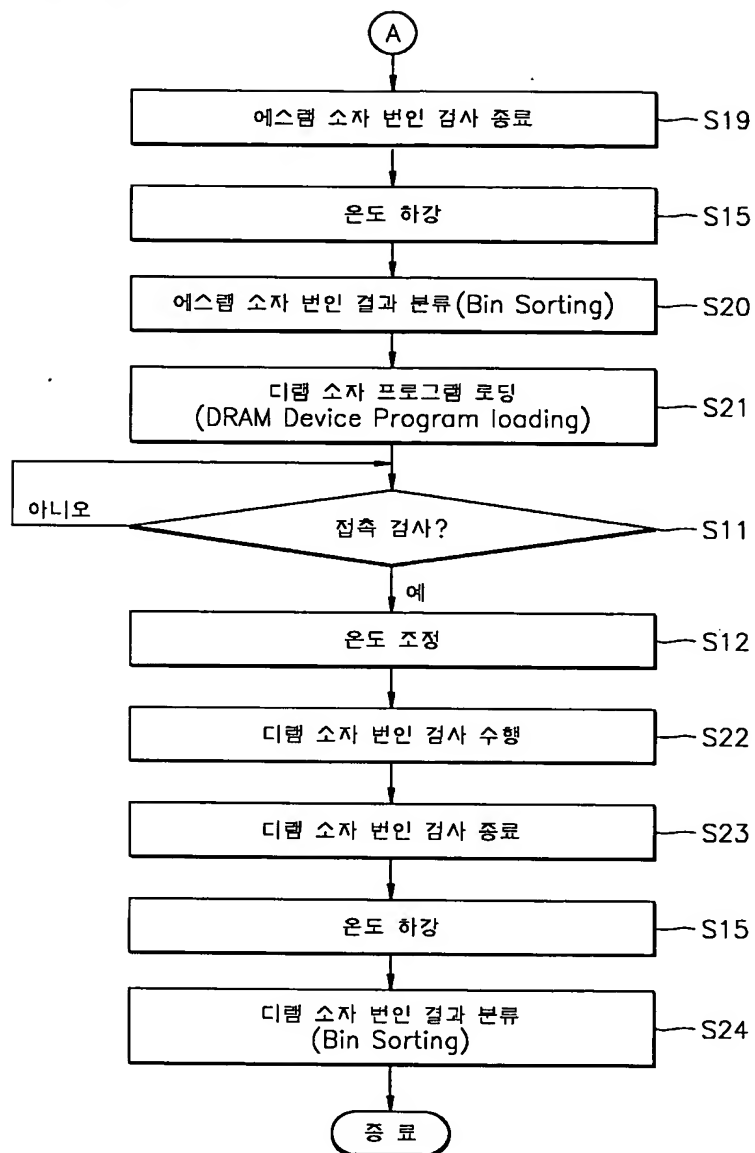 A
에스램 소자 번인 검사 종료
S19
온도 하강
S15
에스램 소자 번인 결과 분류(Bin Sorting)
S20
디램 소자 프로그램 로딩
(DRAM Device Program loading)
S21
아니오
접촉 검사?
S11
예
온도 조정
S12
디램 소자 번인 검사 수행
S22
디램 소자 번인 검사 종료
S23
온도 하강
S15
디램 소자 번인 결과 분류
(Bin Sorting)
S24
종 료